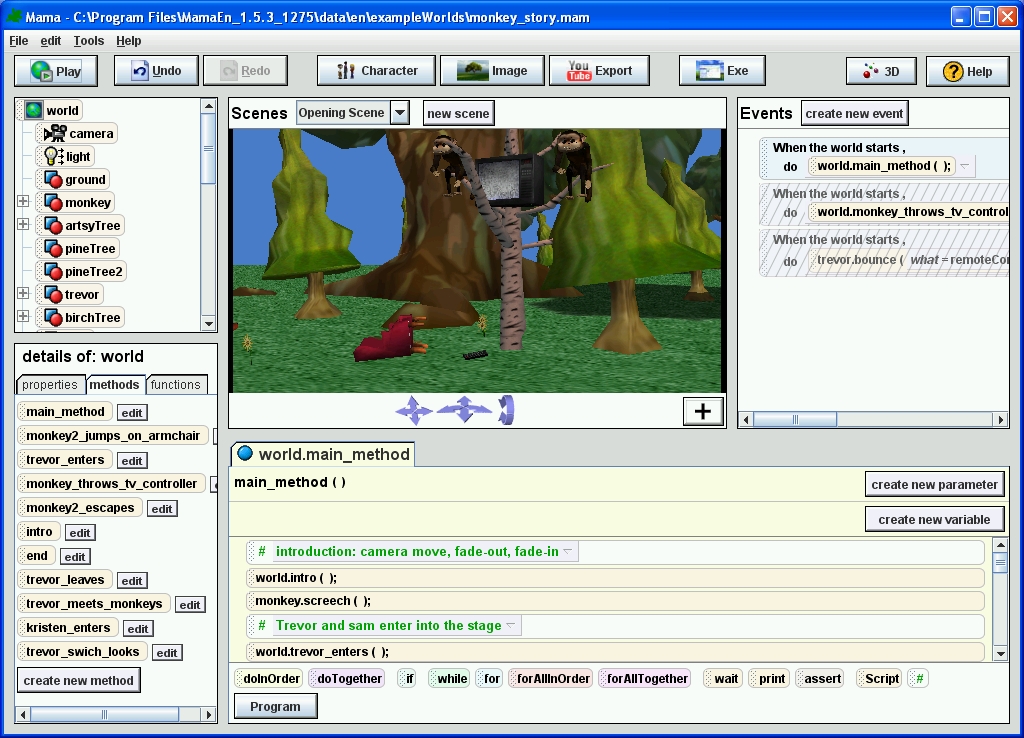 Mama - C:\Program Files\MamaEn_1.5.3_1275\data\en\exampleWorlds\monkey_story.mam
File edit Tools Help
Play Undo Redo Character Image You Tube Export Exe 3D ? Help
world
camera
light
ground
monkey
artsyTree
pineTree
pineTree2
trevor
birchTree
details of: world
properties methods functions
main_method edit
monkey2_jumps_on_armchair
trevor_enters edit
monkey_throws_tv_controller
monkey2_escapes edit
intro edit
end edit
trevor_leaves edit
trevor_meets_monkeys edit
kristen_enters edit
trevor_swich_looks edit
create new method
Scenes Opening Scene new scene
+
Events create new event
When the world starts ,
do world.main_method ( );
When the world starts ,
do world.monkey_throws_tv_control
When the world starts ,
do trevor.bounce ( what = remoteCo
world.main_method
main_method ( )
create new parameter
create new variable
# introduction: camera move, fade-out, fade-in
world.intro ( );
monkey.screech ( );
# Trevor and sam enter into the stage
world.trevor_enters ( );
doInOrder doTogether if while for forAllInOrder forAllTogether wait print assert Script #
Program